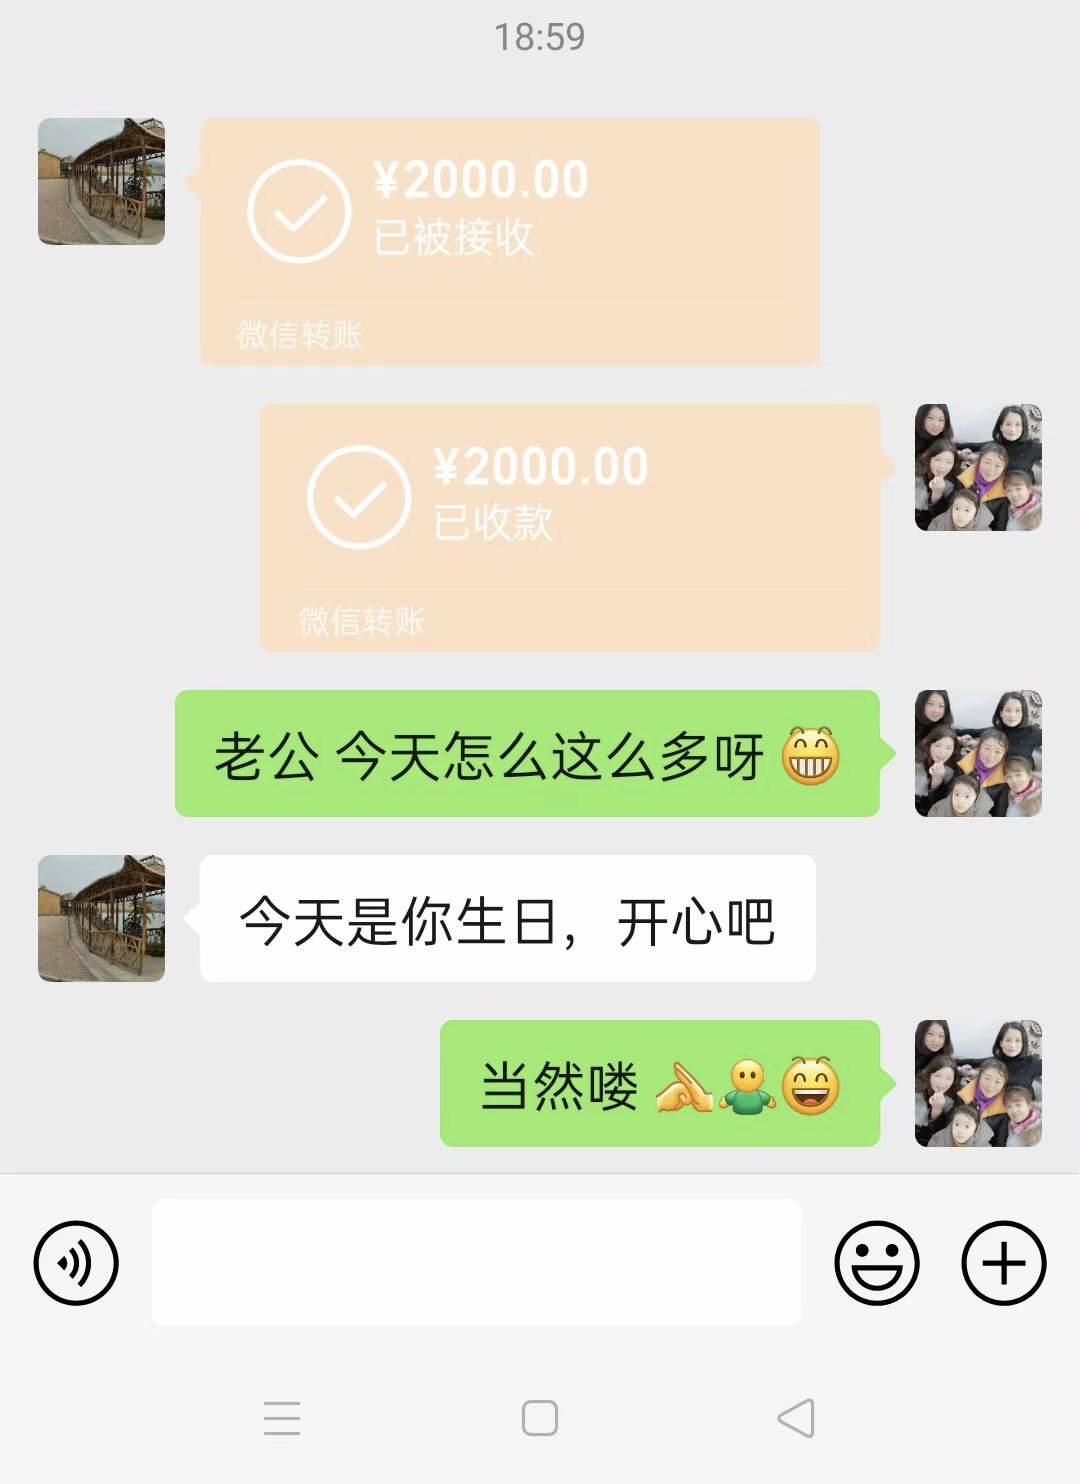 18:59
¥2000.00
已被接收
微信转账
¥2000.00
已收款
微信转账
老公 今天怎么这么多呀 😁
今天是你生日，开心吧
当然喽